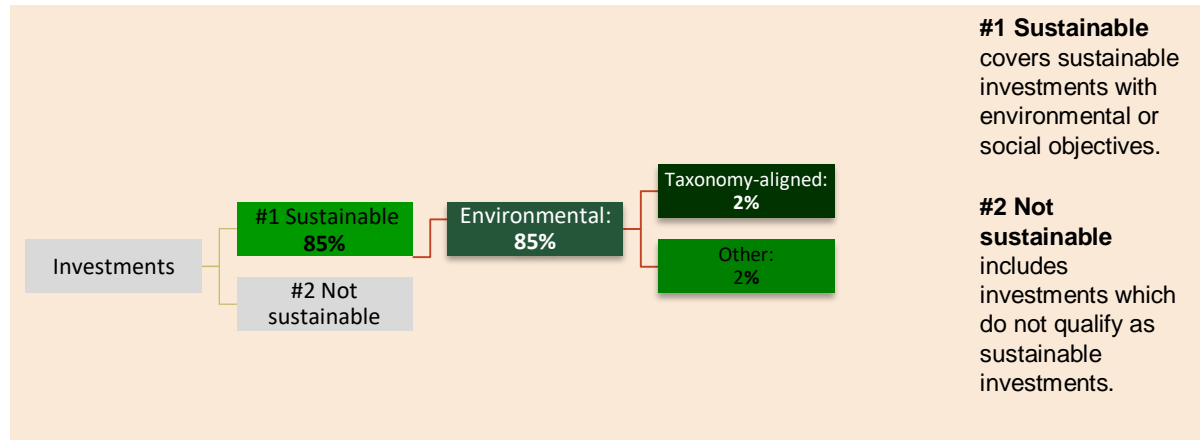 Investments
#1 Sustainable
85%
#2 Not
sustainable
Environmental:
85%
Taxonomy-aligned:
2%
Other:
2%
#1 Sustainable
covers sustainable
investments with
environmental or
social objectives.
#2 Not
sustainable
includes
investments which
do not qualify as
sustainable
investments.